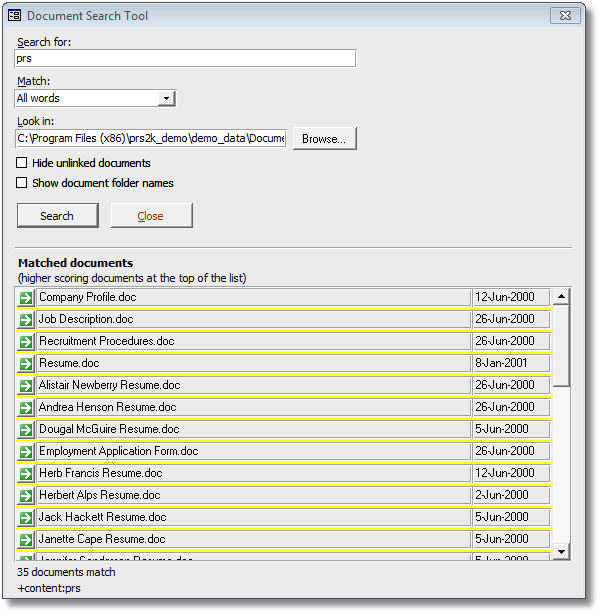 Document Search Tool
Search for:
prs
Match:
All words
Look in:
C:\Program Files (x86)\prs2k_demo\demo_data\Docume
Browse...
Hide unlinked documents
Show document folder names
Search Close
Matched documents
(higher scoring documents at the top of the list)
Company Profile.doc 12-Jun-2000
Job Description.doc 26-Jun-2000
Recruitment Procedures.doc 26-Jun-2000
Resume.doc 8-Jan-2001
Alistair Newberry Resume.doc 26-Jun-2000
Andrea Henson Resume.doc 26-Jun-2000
Dougal McGuire Resume.doc 5-Jun-2000
Employment Application Form.doc 26-Jun-2000
Herb Francis Resume.doc 12-Jun-2000
Herbert Alps Resume.doc 2-Jun-2000
Jack Hackett Resume.doc 5-Jun-2000
Janette Cape Resume.doc 5-Jun-2000
Jennifer Resume.doc 5-Jun-2000
35 documents match
+content:prs